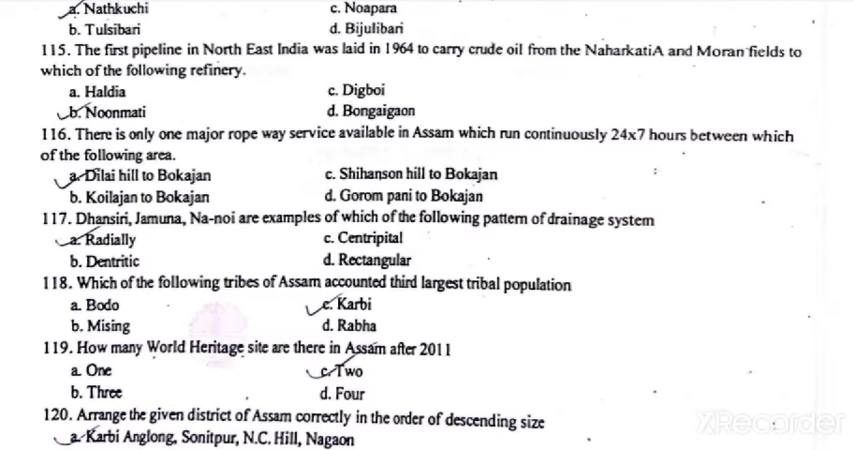 a. Nathkuchi c. Noapara
b. Tulsibari d. Bijulibari
115. The first pipeline in North East India was laid in 1964 to carry crude oil from the NaharkatiA and Moran fields to
which of the following refinery.
a. Haldia c. Digboi
b. Noonmati d. Bongaigaon
116. There is only one major rope way service available in Assam which run continuously 24x7 hours between which
of the following area.
a. Dilai hill to Bokajan c. Shihanson hill to Bokajan
b. Koilajan to Bokajan d. Gorom pani to Bokajan
117. Dhansiri, Jamuna, Na-noi are examples of which of the following pattern of drainage system
a. Radially c. Centripital
b. Dentritic d. Rectangular
118. Which of the following tribes of Assam accounted third largest tribal population
a. Bodo c. Karbi
b. Mising d. Rabha
119. How many World Heritage site are there in Assam after 2011
a. One c. Two
b. Three d. Four
120. Arrange the given district of Assam correctly in the order of descending size
a. Karbi Anglong, Sonitpur, N.C. Hill, Nagaon
XRecorder